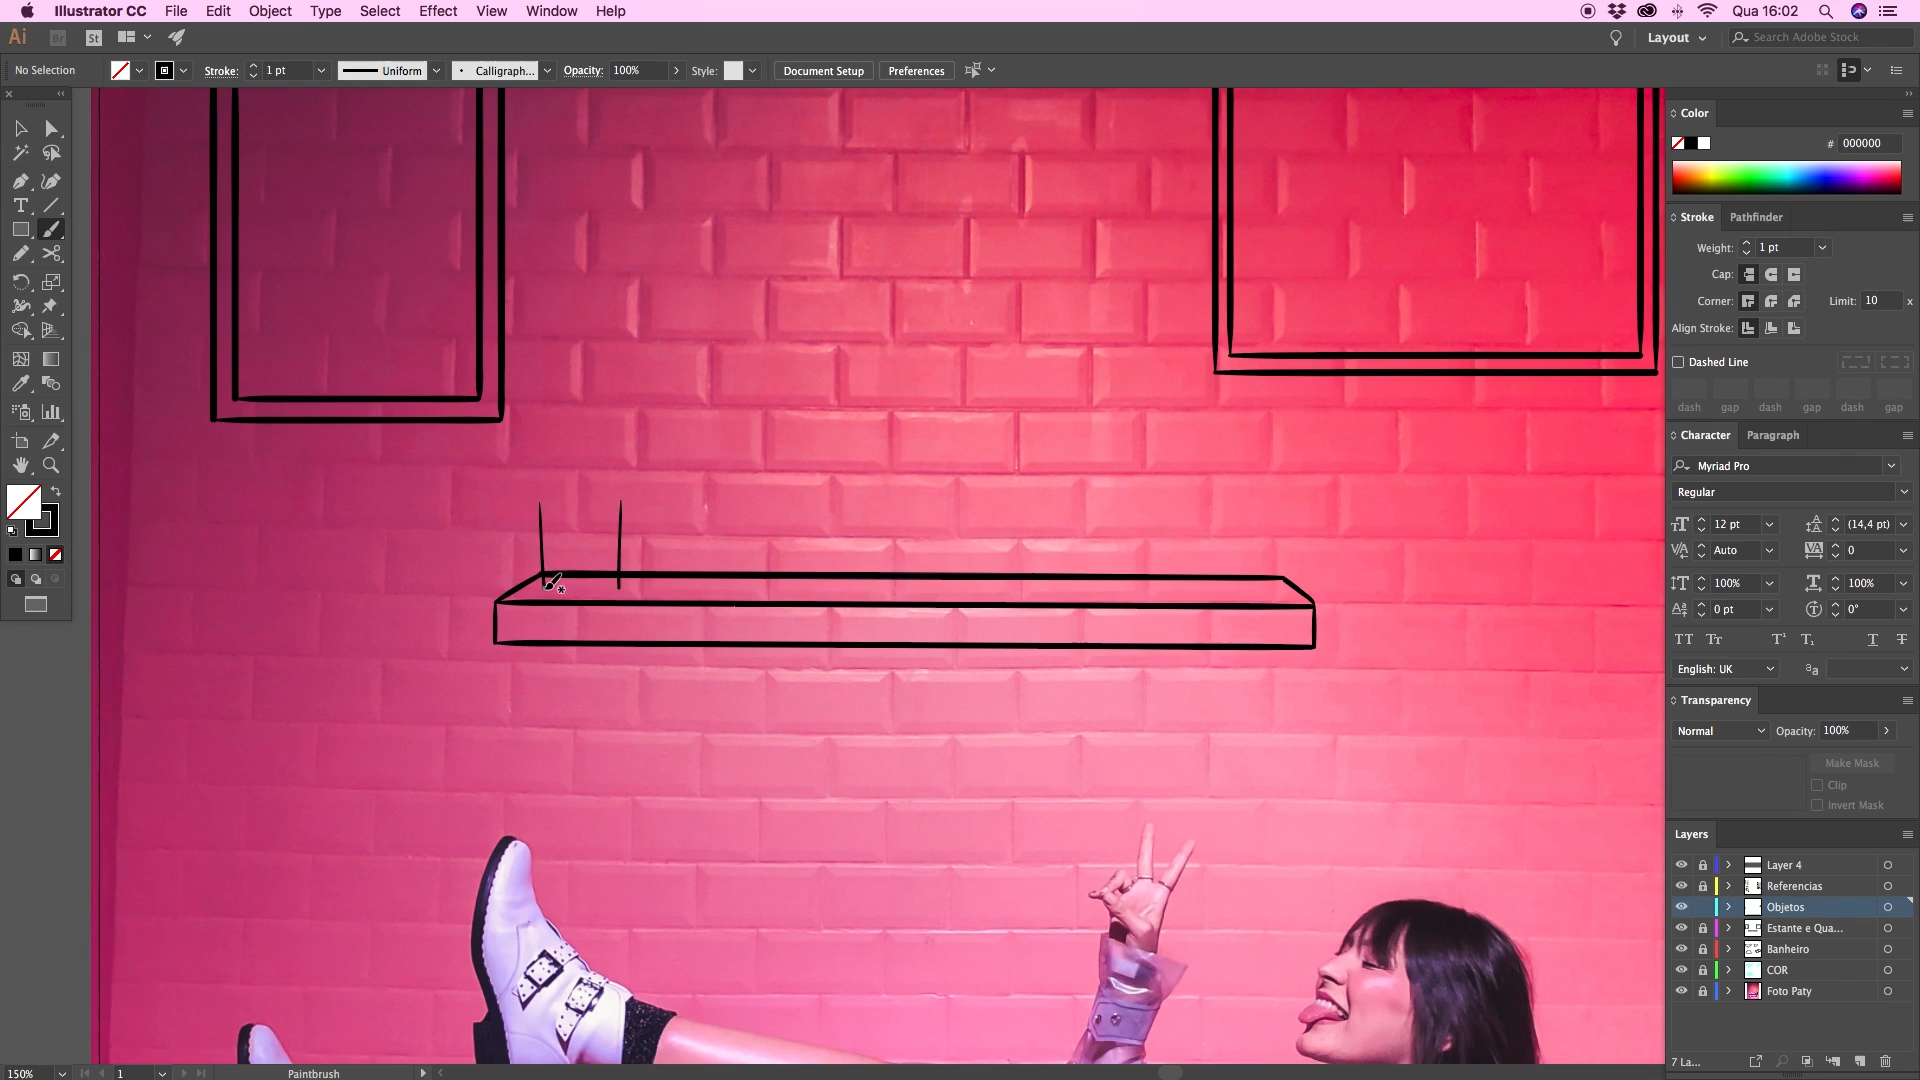 Illustrator CC File Edit Object Type Select Effect View Window Help Qua 16:02
Ai Br St Layout Search Adobe Stock
No Selection Stroke: 1 pt Uniform Calligraph... Opacity: 100% Style: Document Setup Preferences
Color
# 000000
Stroke Pathfinder
Weight: 1 pt
Cap:
Corner: Limit: 10 x
Align Stroke:
Dashed Line
dash gap dash gap dash gap
Character Paragraph
Myriad Pro
Regular
12 pt (14,4 pt)
Auto 0
100% 100%
0 pt 0°
English: UK
Transparency
Normal Opacity: 100%
Make Mask
Clip
Invert Mask
Layers
Layer 4
Referencias
Objetos
Estante e Qua...
Banheiro
COR
Foto Paty
7 La...
150% 1 Paintbrush